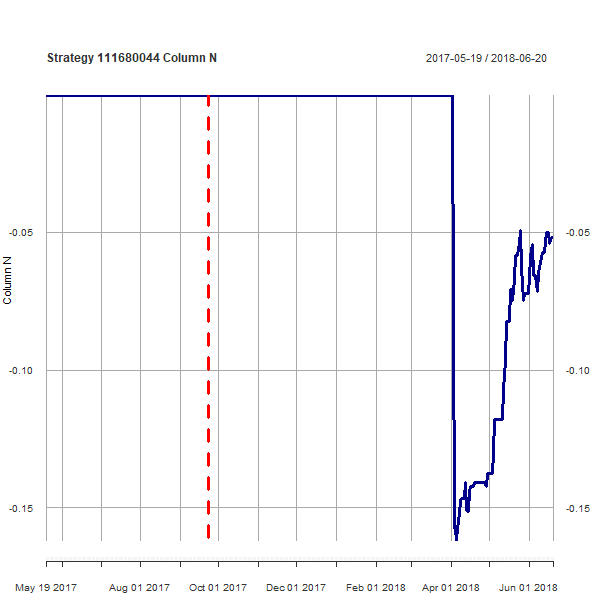 Strategy 111680044 Column N
2017-05-19 / 2018-06-20
Column N
-0.05
-0.05
-0.10
-0.10
-0.15
-0.15
May 19 2017
Aug 01 2017
Oct 01 2017
Dec 01 2017
Feb 01 2018
Apr 01 2018
Jun 01 2018